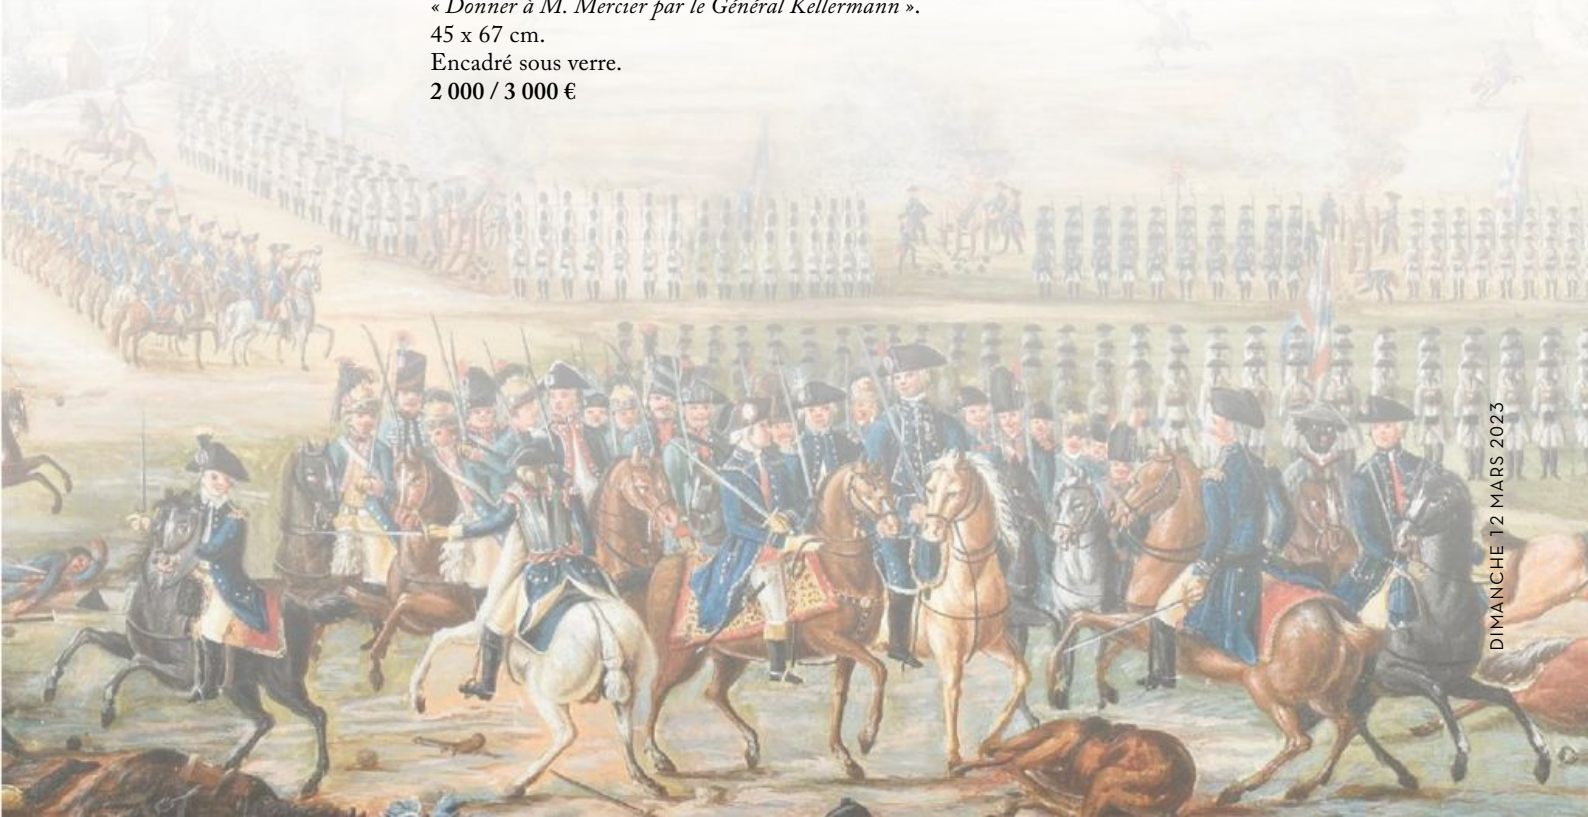 « Donner à M. Mercier par le Général Kellermann ».
45 x 67 cm.
Encadré sous verre.
2 000 / 3 000 €
DIMANCHE 12 MARS 2023